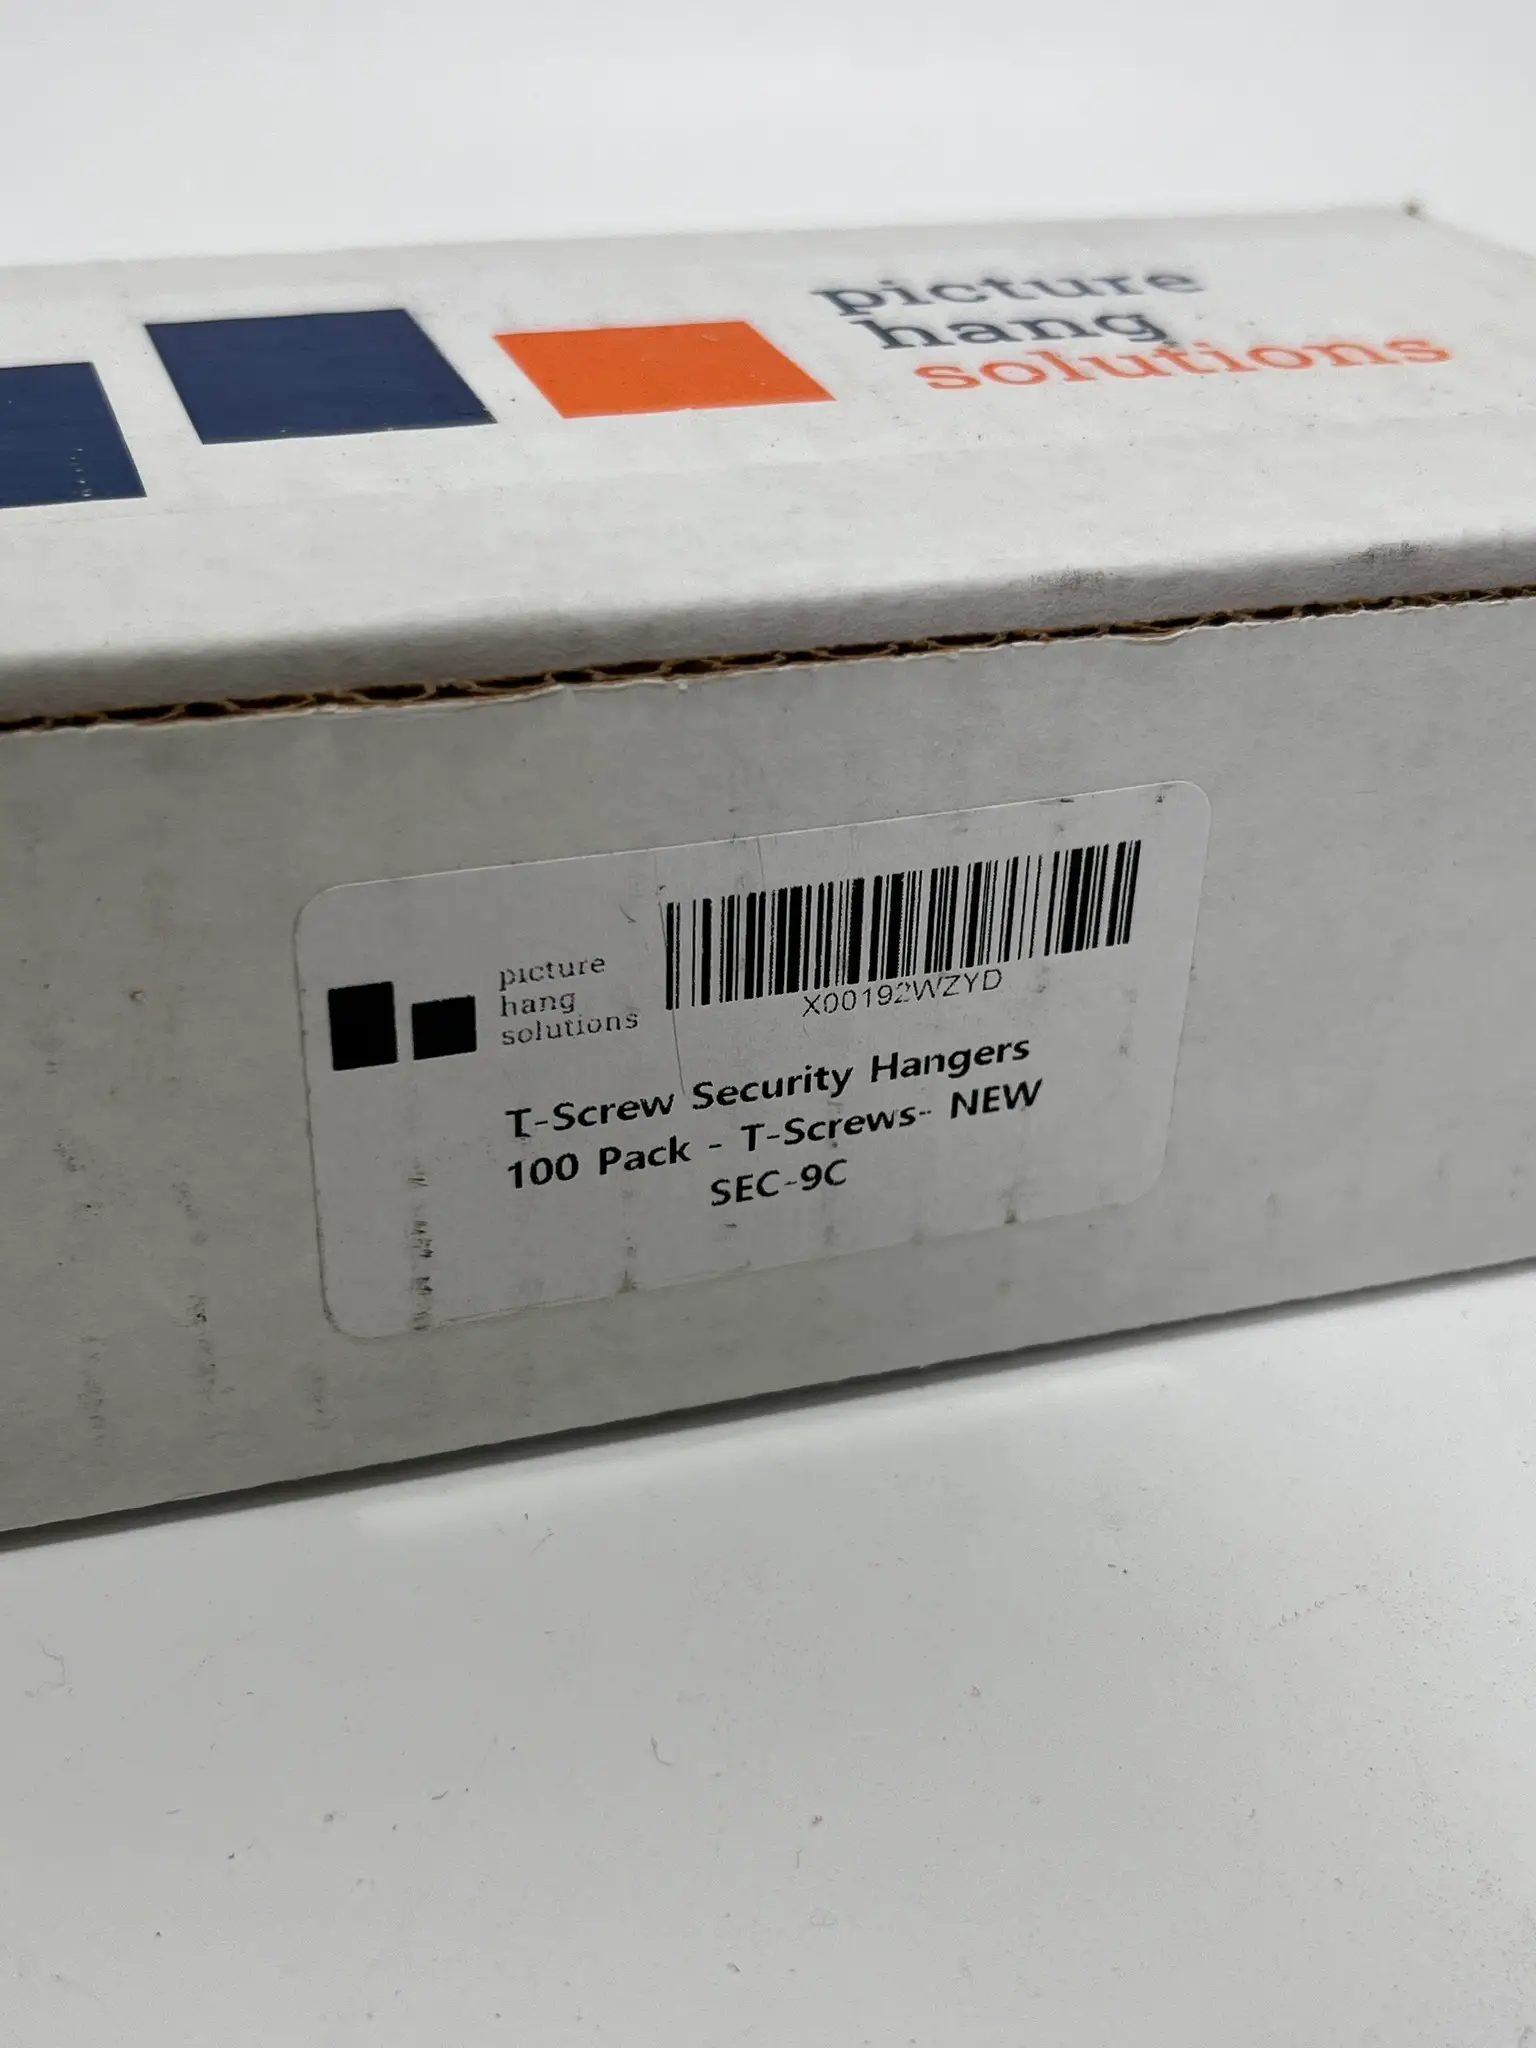 picture
hang
solutions
picture
hang
solutions
X00192WZYD
T-Screw Security Hangers
100 Pack - T-Screws- NEW
SEC-9C